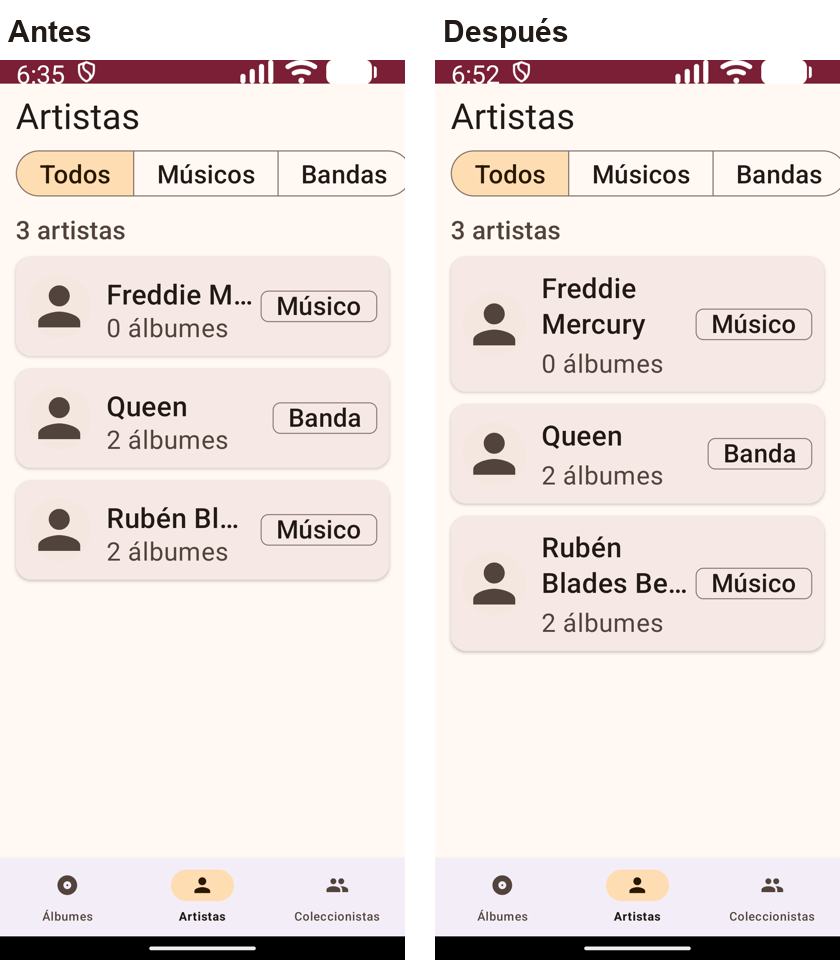 Antes
6:35
Artistas
Todos
Músicos
Bandas
3 artistas
Freddie M...
0 álbumes
Músico
Queen
2 álbumes
Banda
Rubén Bl...
2 álbumes
Músico
Álbumes
Artistas
Coleccionistas
Después
6:52
Artistas
Todos
Músicos
Bandas
3 artistas
Freddie
Mercury
0 álbumes
Músico
Queen
2 álbumes
Banda
Rubén
Blades Be...
2 álbumes
Músico
Álbumes
Artistas
Coleccionistas